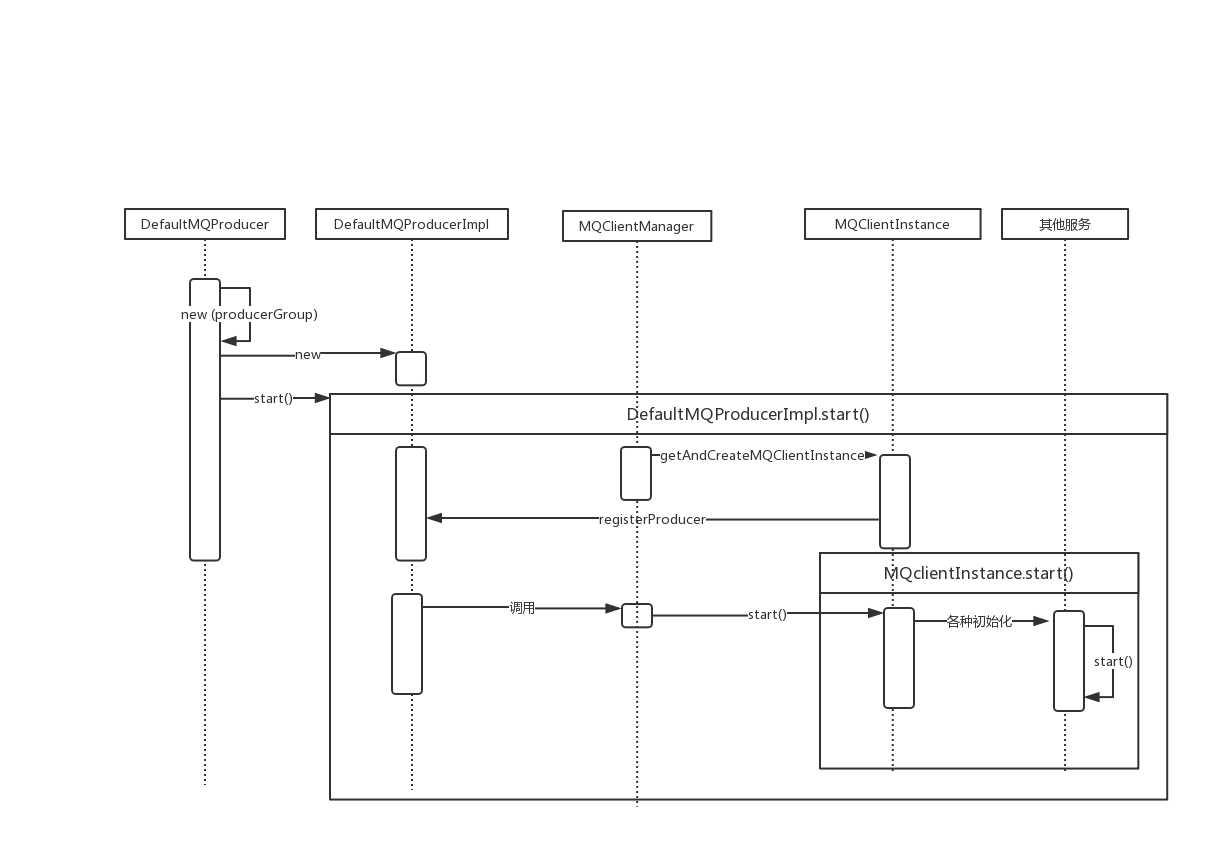 DefaultMQProducer
DefaultMQProducerImpl
MQClientManager
MQClientInstance
其他服务
new (producerGroup)
new
start()
DefaultMQProducerImpl.start()
getAndCreateMQClientInstance
registerProducer
MQclientInstance.start()
调用
start()
各种初始化
start()